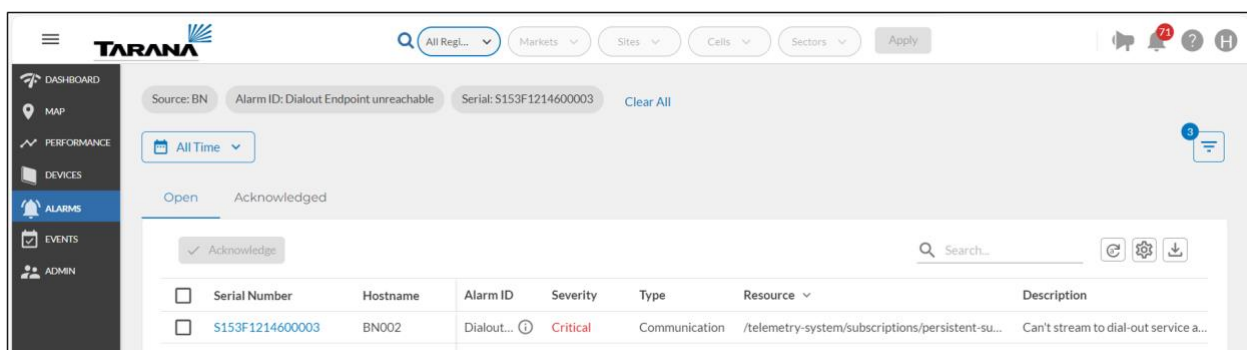 TARANA
All Regi...
Markets
Sites
Cells
Sectors
Apply
71
H
DASHBOARD
MAP
PERFORMANCE
DEVICES
ALARMS
EVENTS
ADMIN
Source: BN
Alarm ID: Dialout Endpoint unreachable
Serial: S153F1214600003
Clear All
All Time
3
Open
Acknowledged
Acknowledge
Search...
Serial Number Hostname Alarm ID Severity Type Resource Description
S153F1214600003 BN002 Dialout... Critical Communication /telemetry-system/subscriptions/persistent-su... Can't stream to dial-out service a...